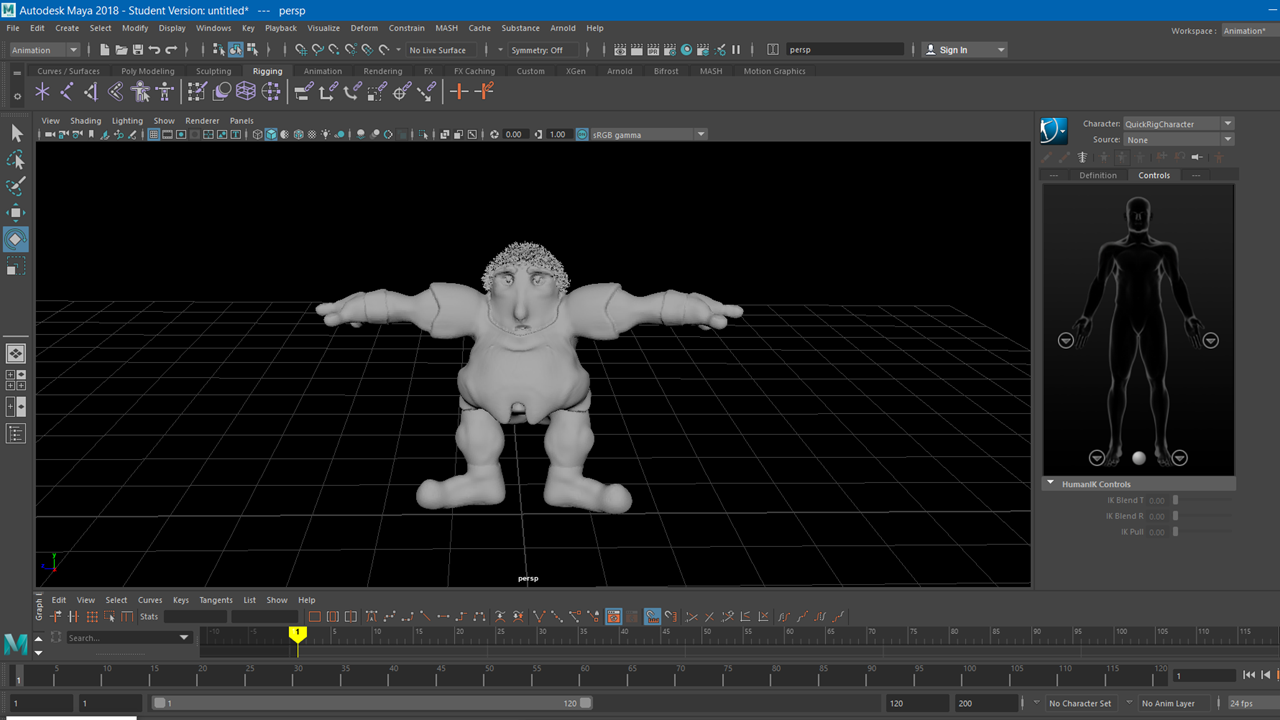 Autodesk Maya 2018 - Student Version: untitled* --- persp
File Edit Create Select Modify Display Windows Key Playback Visualize Deform Constrain MASH Cache Substance Arnold Help
Workspace : Animation*
Animation No Live Surface Symmetry: Off IPR persp Sign In
Curves / Surfaces Poly Modeling Sculpting Rigging Animation Rendering FX FX Caching Custom XGen Arnold Bifrost MASH Motion Graphics
View Shading Lighting Show Renderer Panels
0.00 1.00 sRGB gamma
Character: QuickRigCharacter
Source: None
--- Definition Controls ---
HumanIK Controls
IK Blend T 0.00
IK Blend R 0.00
IK Pull 0.00
y
persp
Graph
Edit View Select Curves Keys Tangents List Show Help
Stats
Search...
-10 -5 1 5 10 15 20 25 30 35 40 45 50 55 60 65 70 75 80 85 90 95 100 105 110 115
1 5 10 15 20 25 30 35 40 45 50 55 60 65 70 75 80 85 90 95 100 105 110 115 120 1
1 1 1 120 120 200 No Character Set No Anim Layer 24 fps